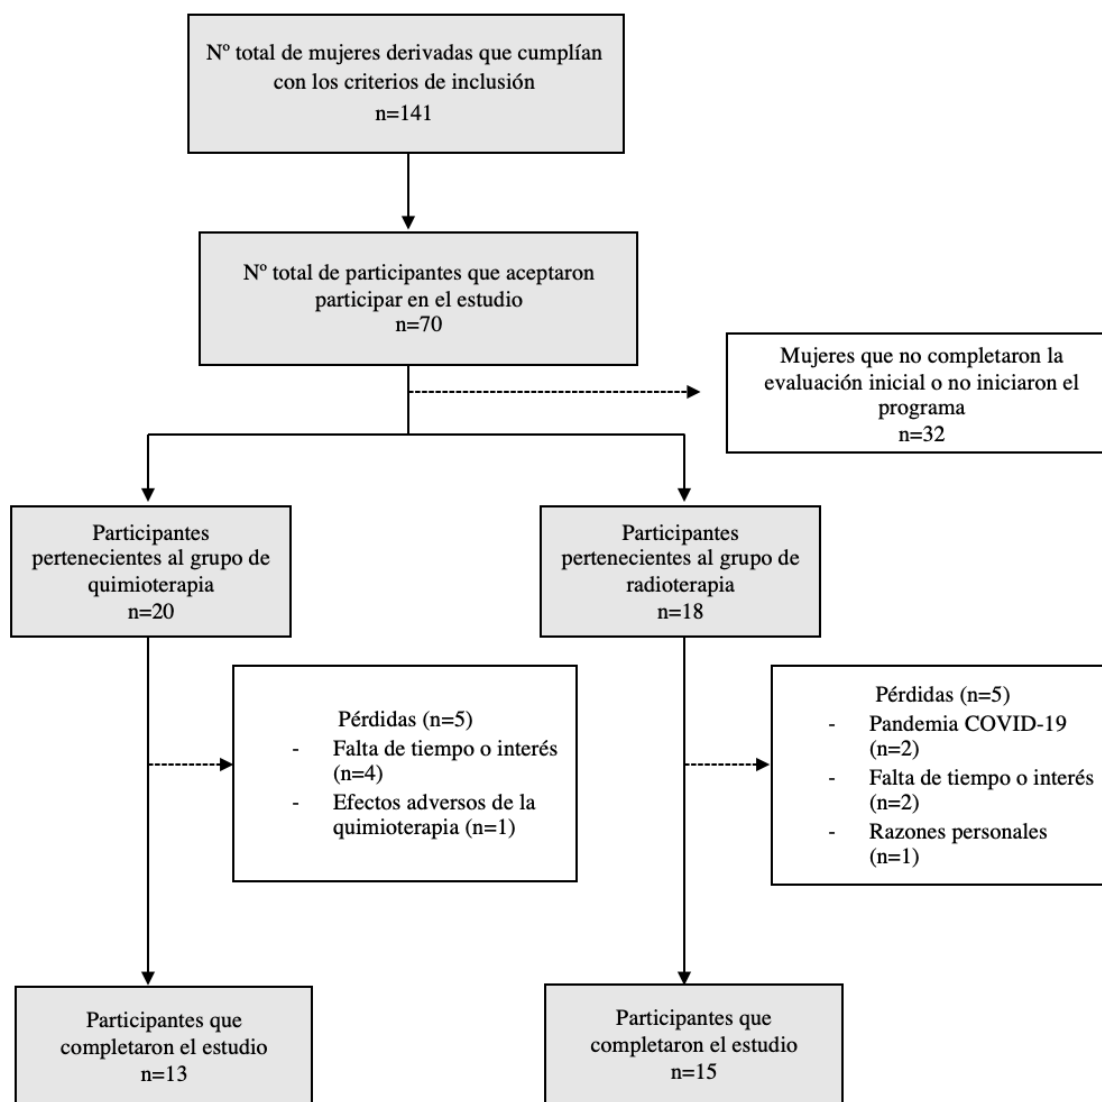 Nº total de mujeres derivadas que cumplían
con los criterios de inclusión
n=141
Nº total de participantes que aceptaron
participar en el estudio
n=70
Mujeres que no completaron la
evaluación inicial o no iniciaron el
programa
n=32
Participantes
pertenecientes al grupo de
quimioterapia
n=20
Participantes
pertenecientes al grupo de
radioterapia
n=18
Pérdidas (n=5)
- Falta de tiempo o interés
(n=4)
- Efectos adversos de la
quimioterapia (n=1)
Pérdidas (n=5)
- Pandemia COVID-19
(n=2)
- Falta de tiempo o interés
(n=2)
- Razones personales
(n=1)
Participantes que
completaron el estudio
n=13
Participantes que
completaron el estudio
n=15